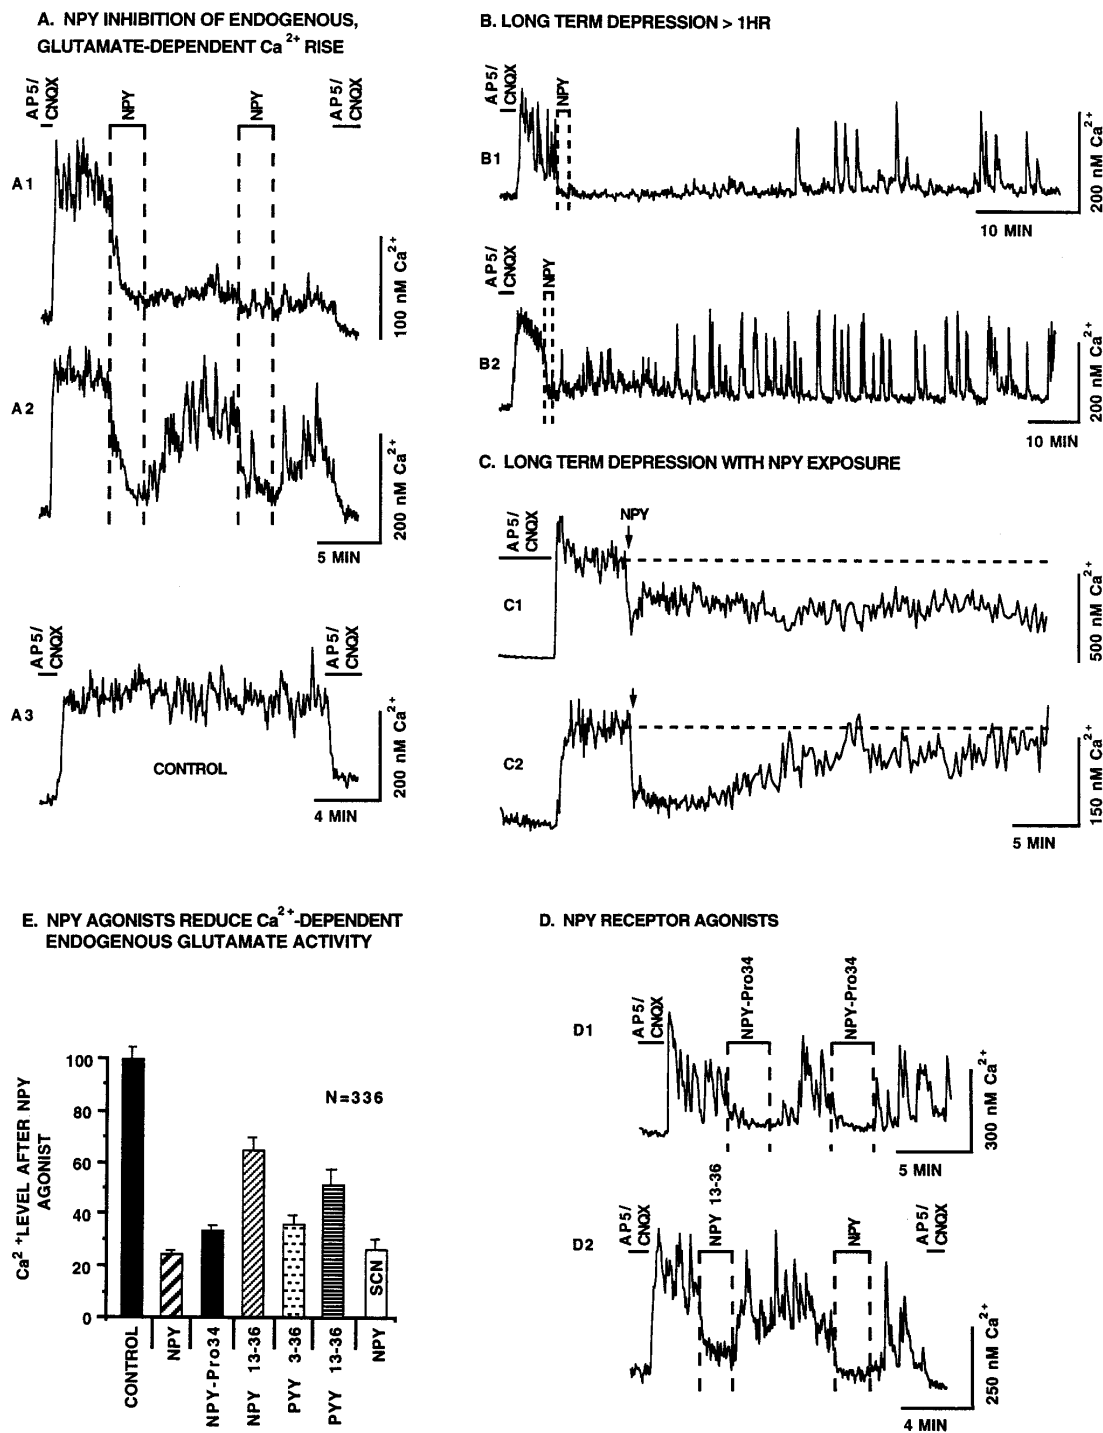 A. NPY INHIBITION OF ENDOGENOUS,
GLUTAMATE-DEPENDENT Ca 2+ RISE
AP5/
CNQX
NPY
NPY
AP5/
CNQX
A1
100 nM Ca2+
A2
200 nM Ca2+
5 MIN
AP5/
CNQX
AP5/
CNQX
A3
CONTROL
200 nM Ca2+
4 MIN
B. LONG TERM DEPRESSION > 1HR
AP5/
CNQX
NPY
B1
200 nM Ca2+
10 MIN
AP5/
CNQX
NPY
B2
200 nM Ca2+
10 MIN
C. LONG TERM DEPRESSION WITH NPY EXPOSURE
AP5/
CNQX
NPY
C1
500 nM Ca2+
C2
150 nM Ca2+
5 MIN
E. NPY AGONISTS REDUCE Ca2+-DEPENDENT
ENDOGENOUS GLUTAMATE ACTIVITY
Ca2 +LEVEL AFTER NPY
AGONIST
100
80
60
40
20
0
N=336
SCN
CONTROL
NPY
NPY-Pro34
NPY 13-36
PYY 3-36
PYY 13-36
NPY
D. NPY RECEPTOR AGONISTS
D1
AP5/
CNQX
NPY-Pro34
NPY-Pro34
300 nM Ca2+
5 MIN
D2
AP5/
CNQX
NPY 13-36
NPY
AP5/
CNQX
250 nM Ca2+
4 MIN